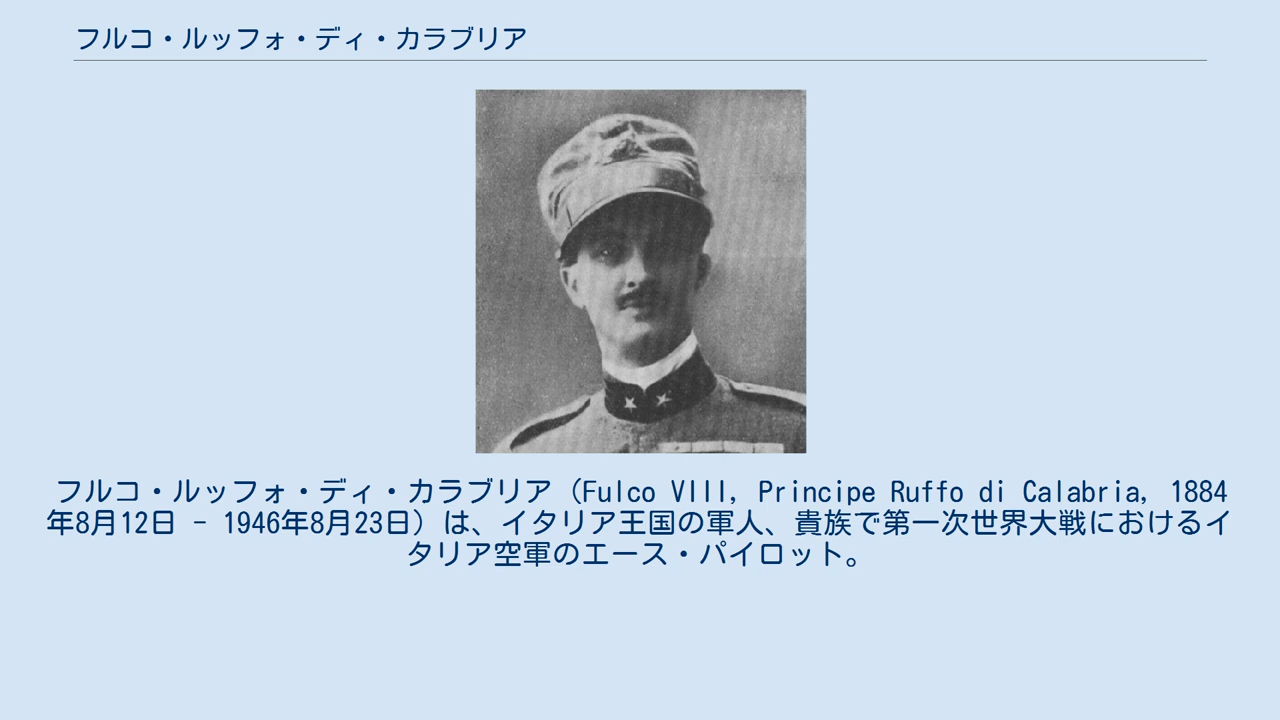 フルコ・ルッフォ・ディ・カラブリア
フルコ・ルッフォ・ディ・カラブリア（Fulco VIII, Principe Ruffo di Calabria, 1884
年8月12日 - 1946年8月23日）は、イタリア王国の軍人、貴族で第一次世界大戦におけるイ
タリア空軍のエース・パイロット。